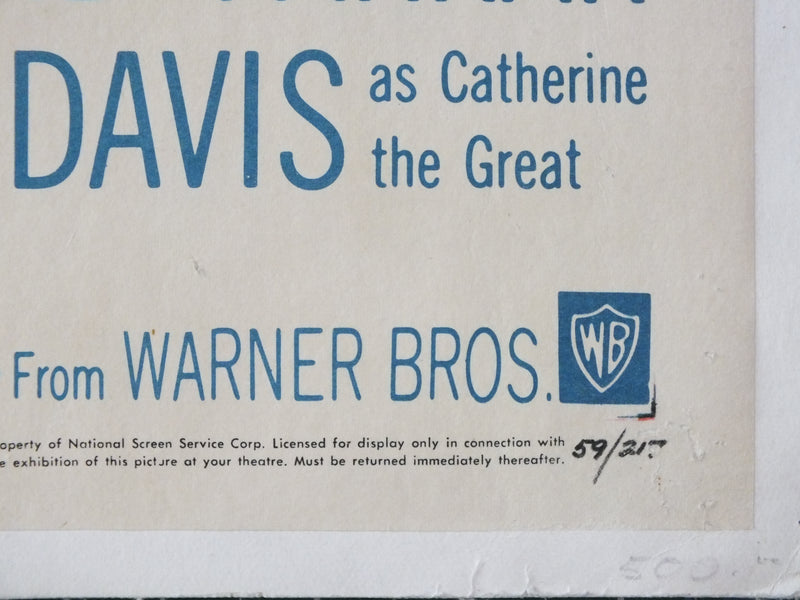 DAVIS as Catherine
the Great
From WARNER BROS. WB
operty of National Screen Service Corp. Licensed for display only in connection with
e exhibition of this picture at your theatre. Must be returned immediately thereafter.
59/215